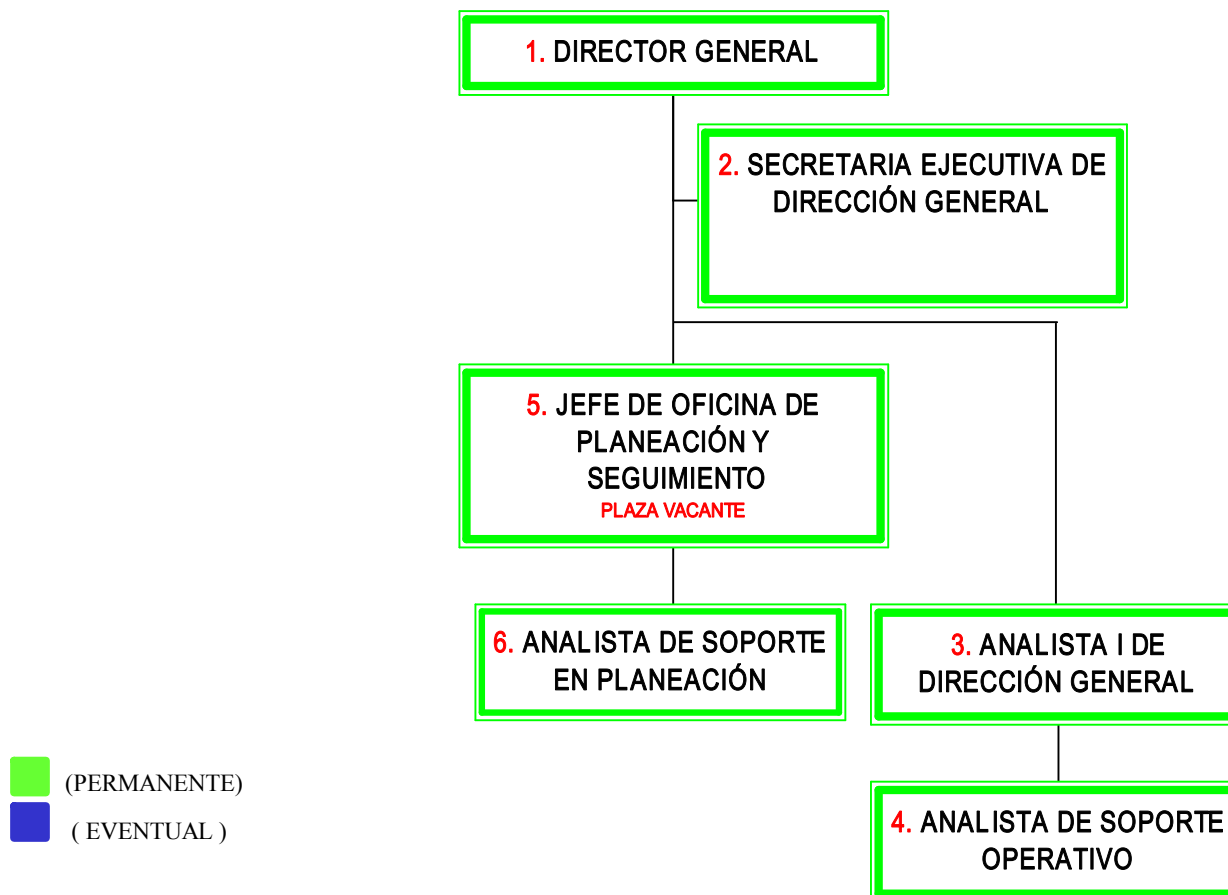 1. DIRECTOR GENERAL
2. SECRETARIA EJECUTIVA DE
DIRECCIÓN GENERAL
5. JEFE DE OFICINA DE
PLANEACIÓN Y
SEGUIMIENTO
PLAZA VACANTE
6. ANALISTA DE SOPORTE
EN PLANEACIÓN
3. ANALISTA I DE
DIRECCIÓN GENERAL
4. ANALISTA DE SOPORTE
OPERATIVO
(PERMANENTE)
( EVENTUAL )